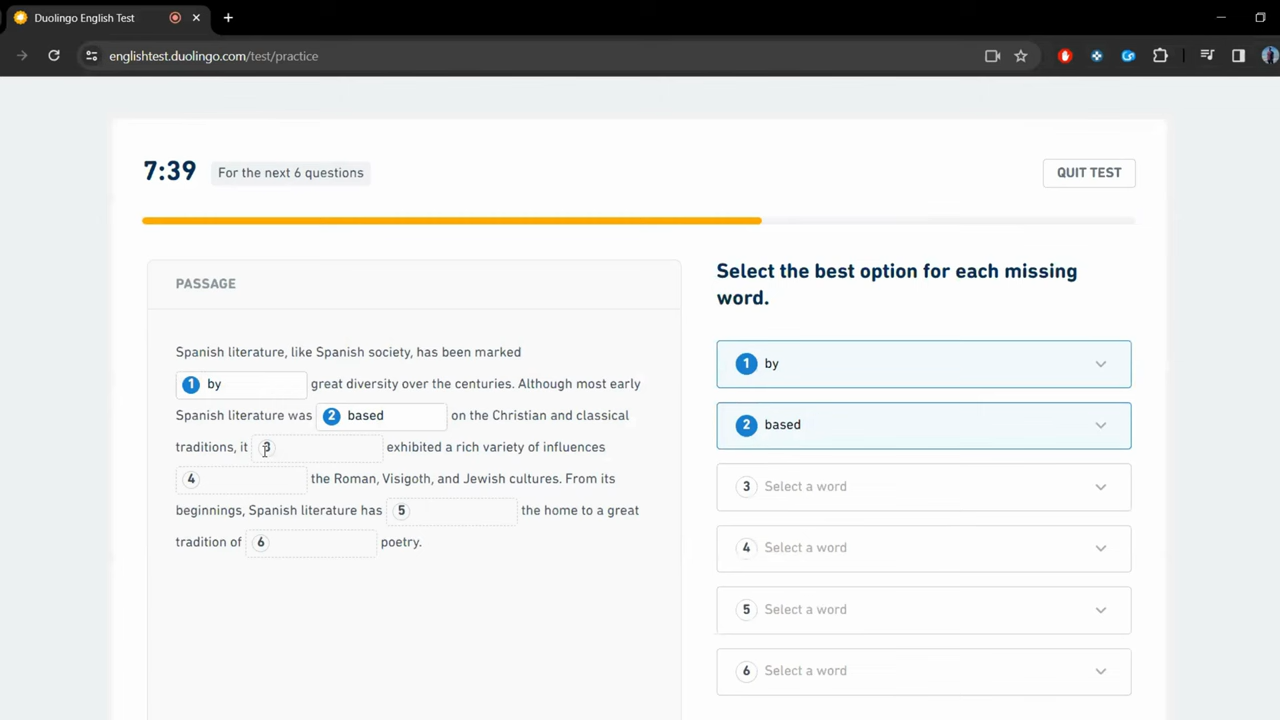 Duolingo English Test
englishtest.duolingo.com/test/practice
7:39
For the next 6 questions
QUIT TEST
PASSAGE
Spanish literature, like Spanish society, has been marked
1 by great diversity over the centuries. Although most early
Spanish literature was 2 based on the Christian and classical
traditions, it 3 exhibited a rich variety of influences
4 the Roman, Visigoth, and Jewish cultures. From its
beginnings, Spanish literature has 5 the home to a great
tradition of 6 poetry.
Select the best option for each missing
word.
1 by
2 based
3 Select a word
4 Select a word
5 Select a word
6 Select a word